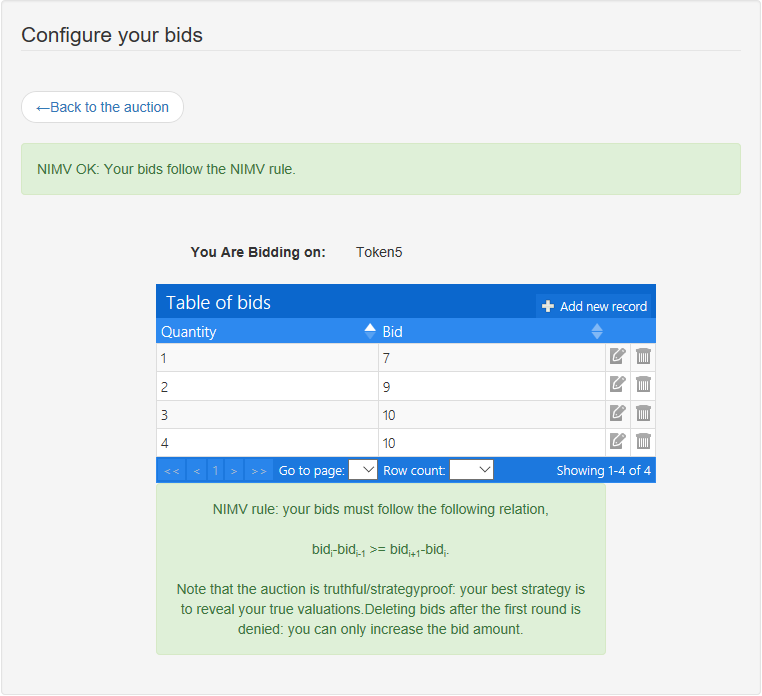 Configure your bids
←Back to the auction
NIMV OK: Your bids follow the NIMV rule.
You Are Bidding on: Token5
Table of bids
+ Add new record
Quantity Bid
1 7
2 9
3 10
4 10
<< < 1 > >> Go to page: Row count: Showing 1-4 of 4
NIMV rule: your bids must follow the following relation,
bidi-bidi-1 >= bidi+1-bidi.
Note that the auction is truthful/strategyproof: your best strategy is
to reveal your true valuations.Deleting bids after the first round is
denied: you can only increase the bid amount.